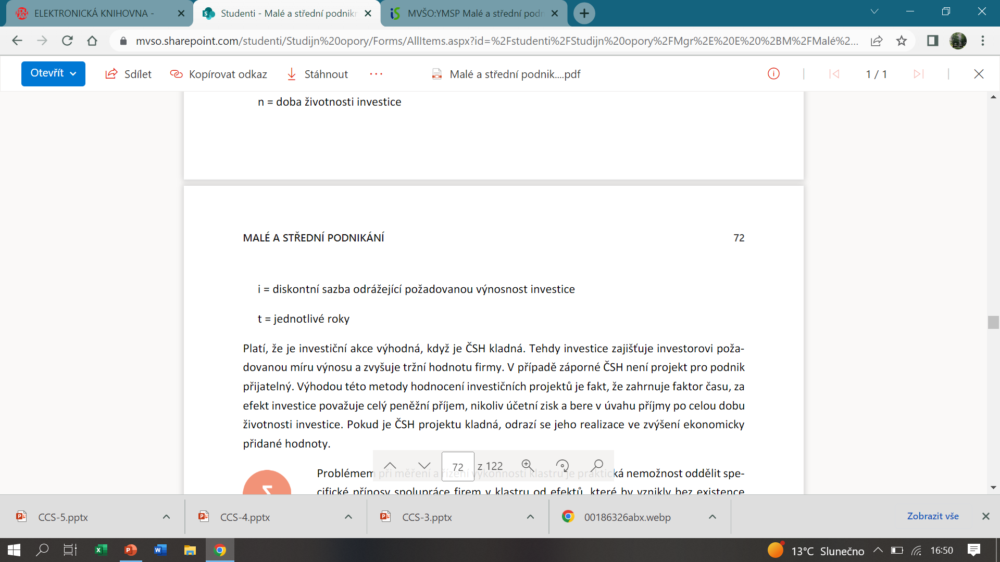 ELEKTRONICKÁ KNIHOVNA -
Studenti - Malé a střední podnikr
MVŠO:YMSP Malé a střední podn
mvso.sharepoint.com/studenti/Studijn%20opory/Forms/AllItems.aspx?id=%2Fstudenti%2FStudijn%20opory%2FMgr%2E%20E%20%2BM%2FMalé%2...
Otevřít
Sdílet
Kopírovat odkaz
Stáhnout
...
Malé a střední podnik....pdf
1 / 1
n = doba životnosti investice
MALÉ A STŘEDNÍ PODNIKÁNÍ
72
i = diskontní sazba odrážející požadovanou výnosnost investice
t = jednotlivé roky
Platí, že je investiční akce výhodná, když je ČSH kladná. Tehdy investice zajišťuje investorovi poža-
dovanou míru výnosu a zvyšuje tržní hodnotu firmy. V případě záporné ČSH není projekt pro podnik
přijatelný. Výhodou této metody hodnocení investičních projektů je fakt, že zahrnuje faktor času, za
efekt investice považuje celý peněžní příjem, nikoliv účetní zisk a bere v úvahu příjmy po celou dobu
životnosti investice. Pokud je ČSH projektu kladná, odrazí se jeho realizace ve zvýšení ekonomicky
přidané hodnoty.
72 z 122
Problémem při měření a řízení výkonnosti klastru je praktická nemožnost oddělit spe-
cifické přínosy spolupráce firem v klastru od efektů, které by vznikly bez existence
CCS-5.pptx
CCS-4.pptx
CCS-3.pptx
00186326abx.webp
Zobrazit vše
13°C Slunečno
16:50